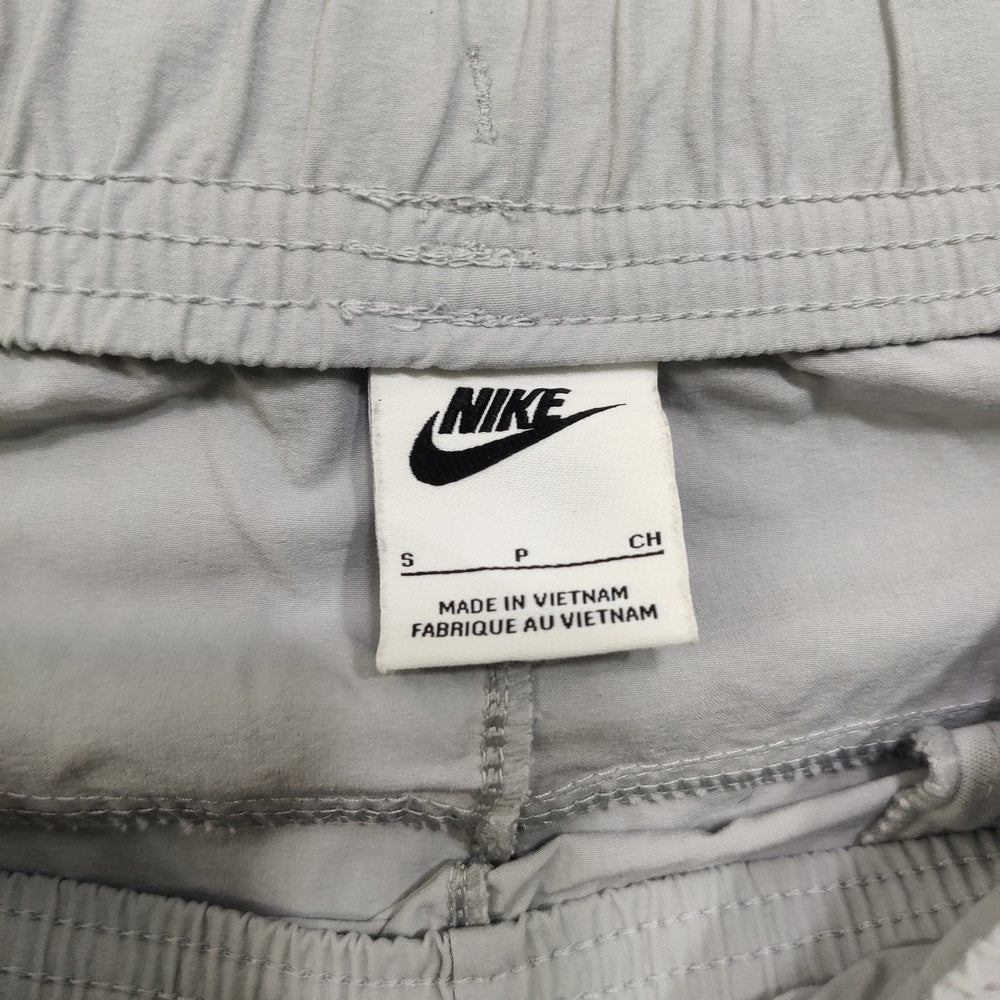 NIKE
S P CH
MADE IN VIETNAM
FABRIQUE AU VIETNAM